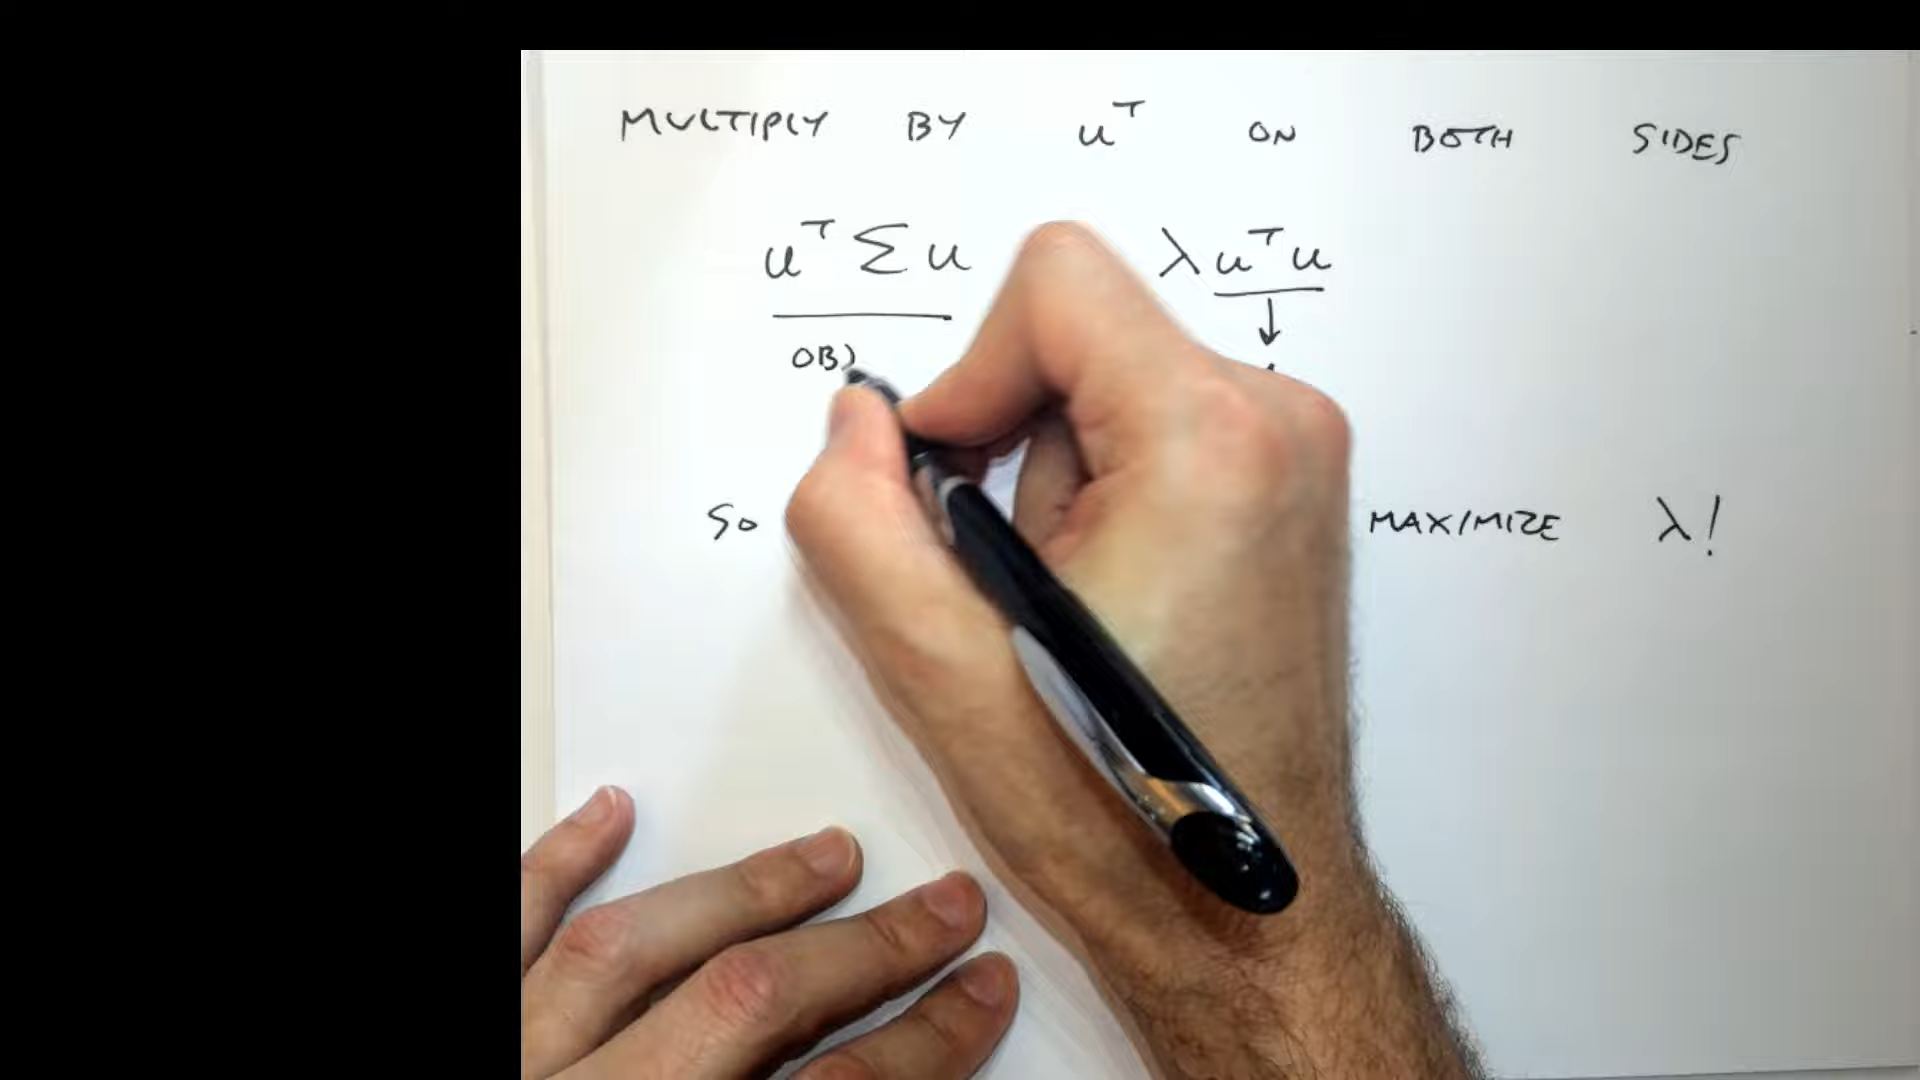 MULTIPLY BY u^T ON BOTH SIDES
u^T Σ u λ u^T u
↓
OBJ
SO MAXIMIZE λ!